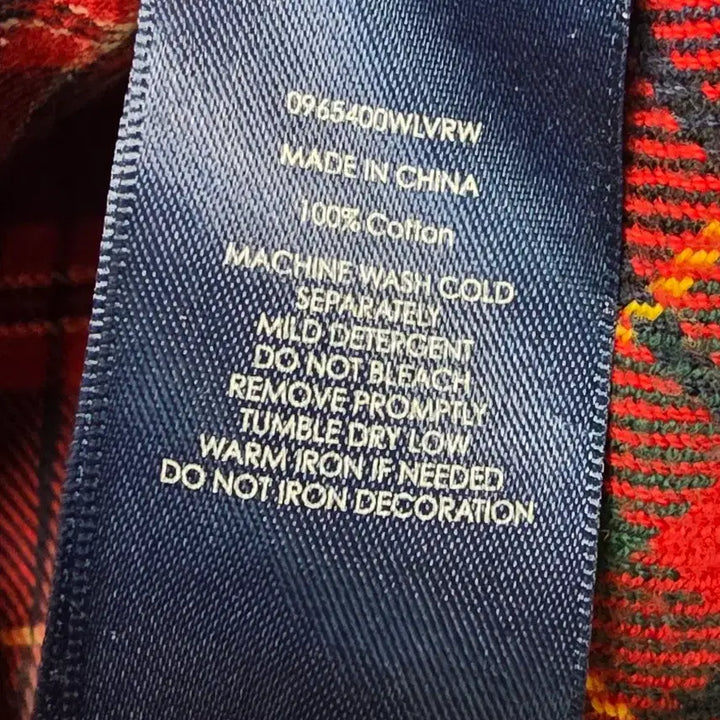 0965400WLVRW
MADE IN CHINA
100% Cotton
MACHINE WASH COLD
SEPARATELY
MILD DETERGENT
DO NOT BLEACH
REMOVE PROMPTLY
TUMBLE DRY LOW
WARM IRON IF NEEDED
DO NOT IRON DECORATION